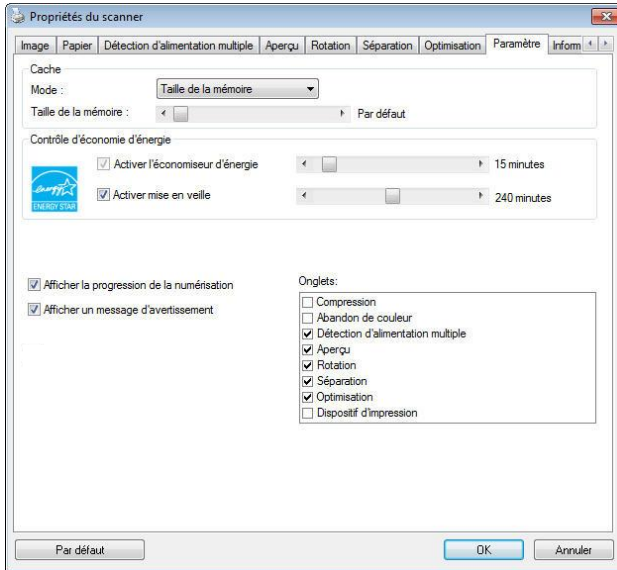 Propriétés du scanner
Image Papier Détection d'alimentation multiple Aperçu Rotation Séparation Optimisation Paramètre Inform
Cache
Mode : Taille de la mémoire
Taille de la mémoire : Par défaut
Contrôle d'économie d'énergie
Activer l'économiseur d'énergie 15 minutes
energy
ENERGY STAR
Activer mise en veille 240 minutes
Afficher la progression de la numérisation
Afficher un message d'avertissement
Onglets:
Compression
Abandon de couleur
Détection d'alimentation multiple
Aperçu
Rotation
Séparation
Optimisation
Dispositif d'impression
Par défaut OK Annuler